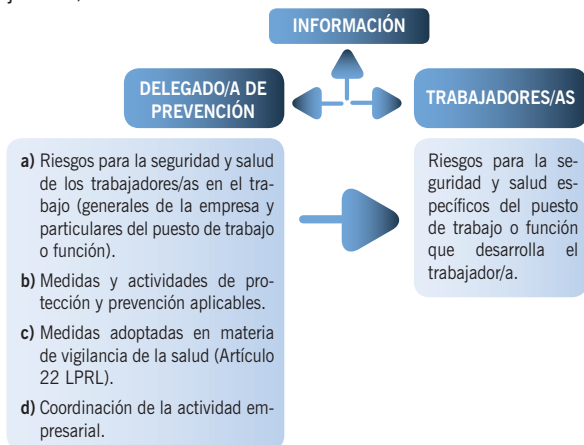 INFORMACIÓN
DELEGADO/A DE
PREVENCIÓN
TRABAJADORES/AS
a) Riesgos para la seguridad y salud
de los trabajadores/as en el tra-
bajo (generales de la empresa y
particulares del puesto de trabajo
o función).
b) Medidas y actividades de pro-
tección y prevención aplicables.
c) Medidas adoptadas en materia
de vigilancia de la salud (Artículo
22 LPRL).
d) Coordinación de la actividad em-
presarial.
Riesgos para la se-
guridad y salud es-
pecíficos del puesto
de trabajo o función
que desarrolla el
trabajador/a.